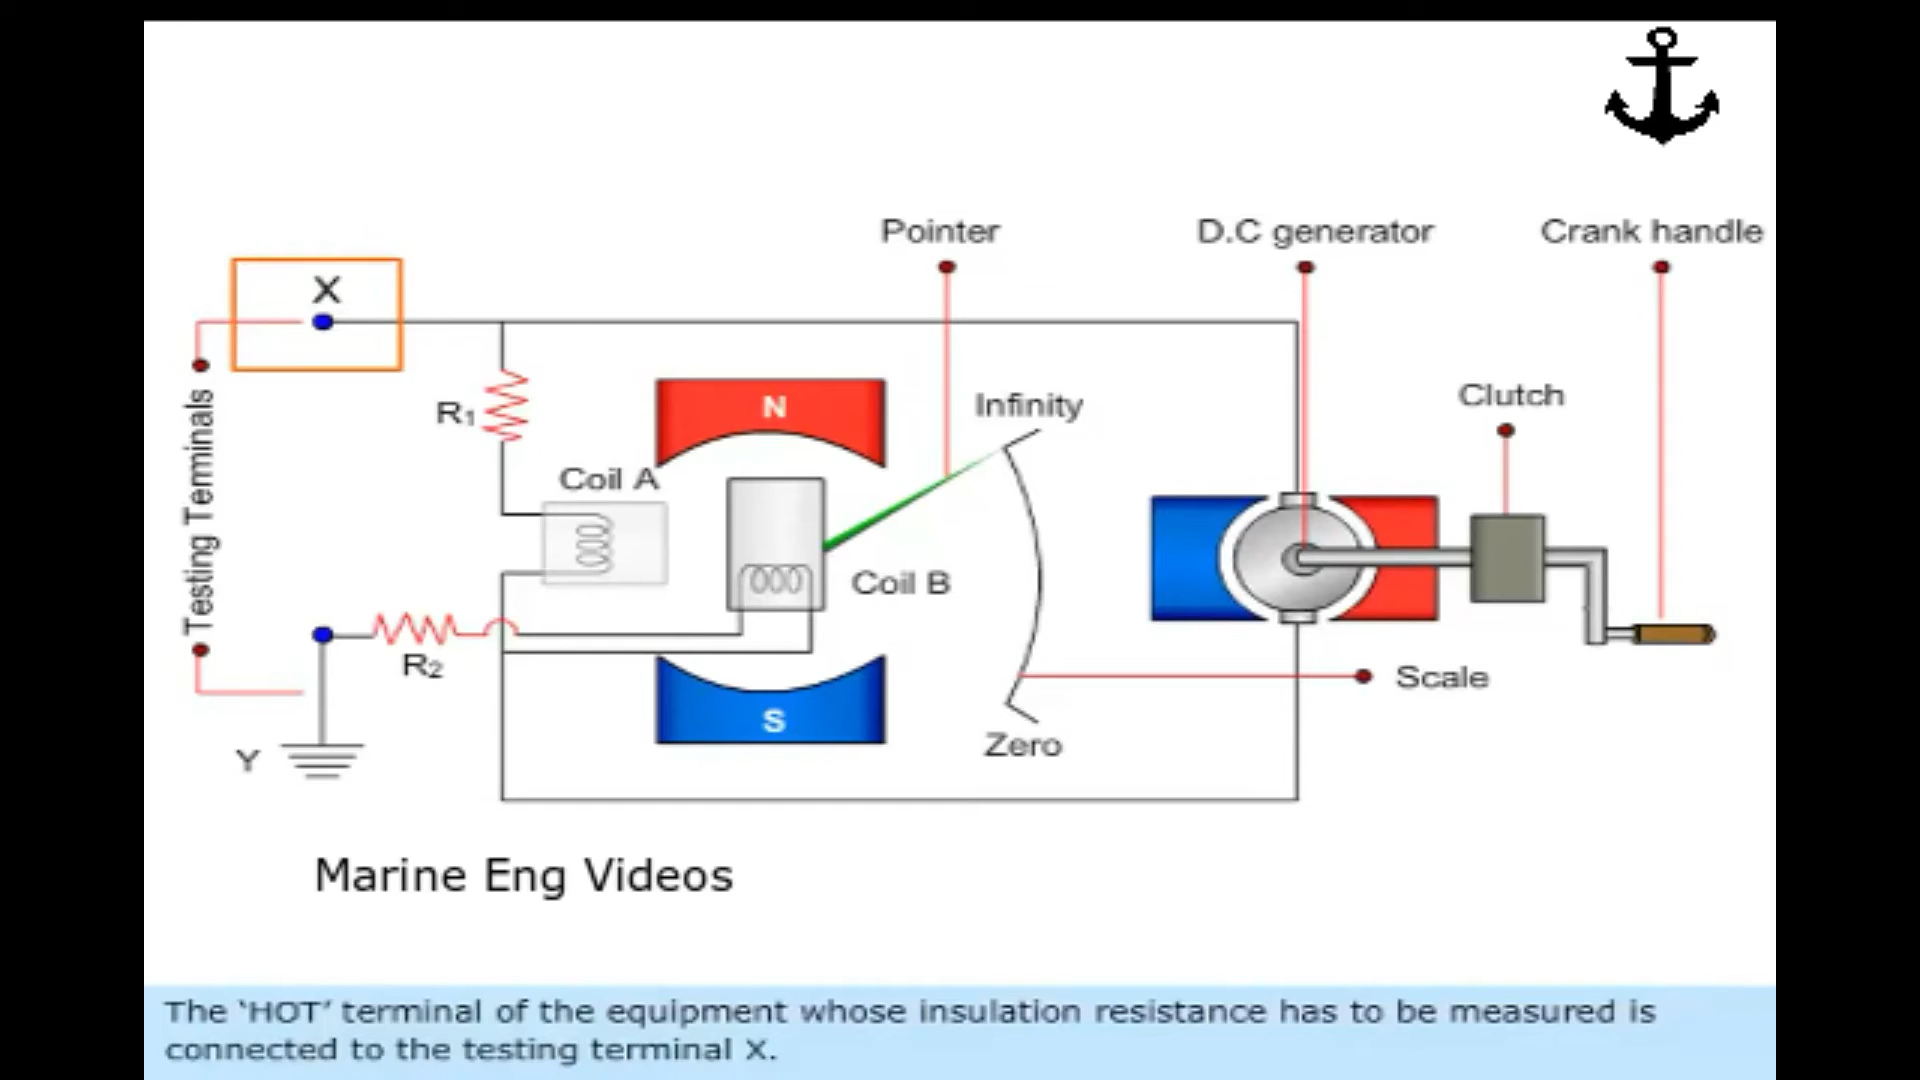 Pointer
D.C generator
Crank handle
X
Clutch
N
Infinity
R1
Testing Terminals
Coil A
Coil B
R2
Scale
S
Y
Zero
Marine Eng Videos
The ‘HOT’ terminal of the equipment whose insulation resistance has to be measured is
connected to the testing terminal X.